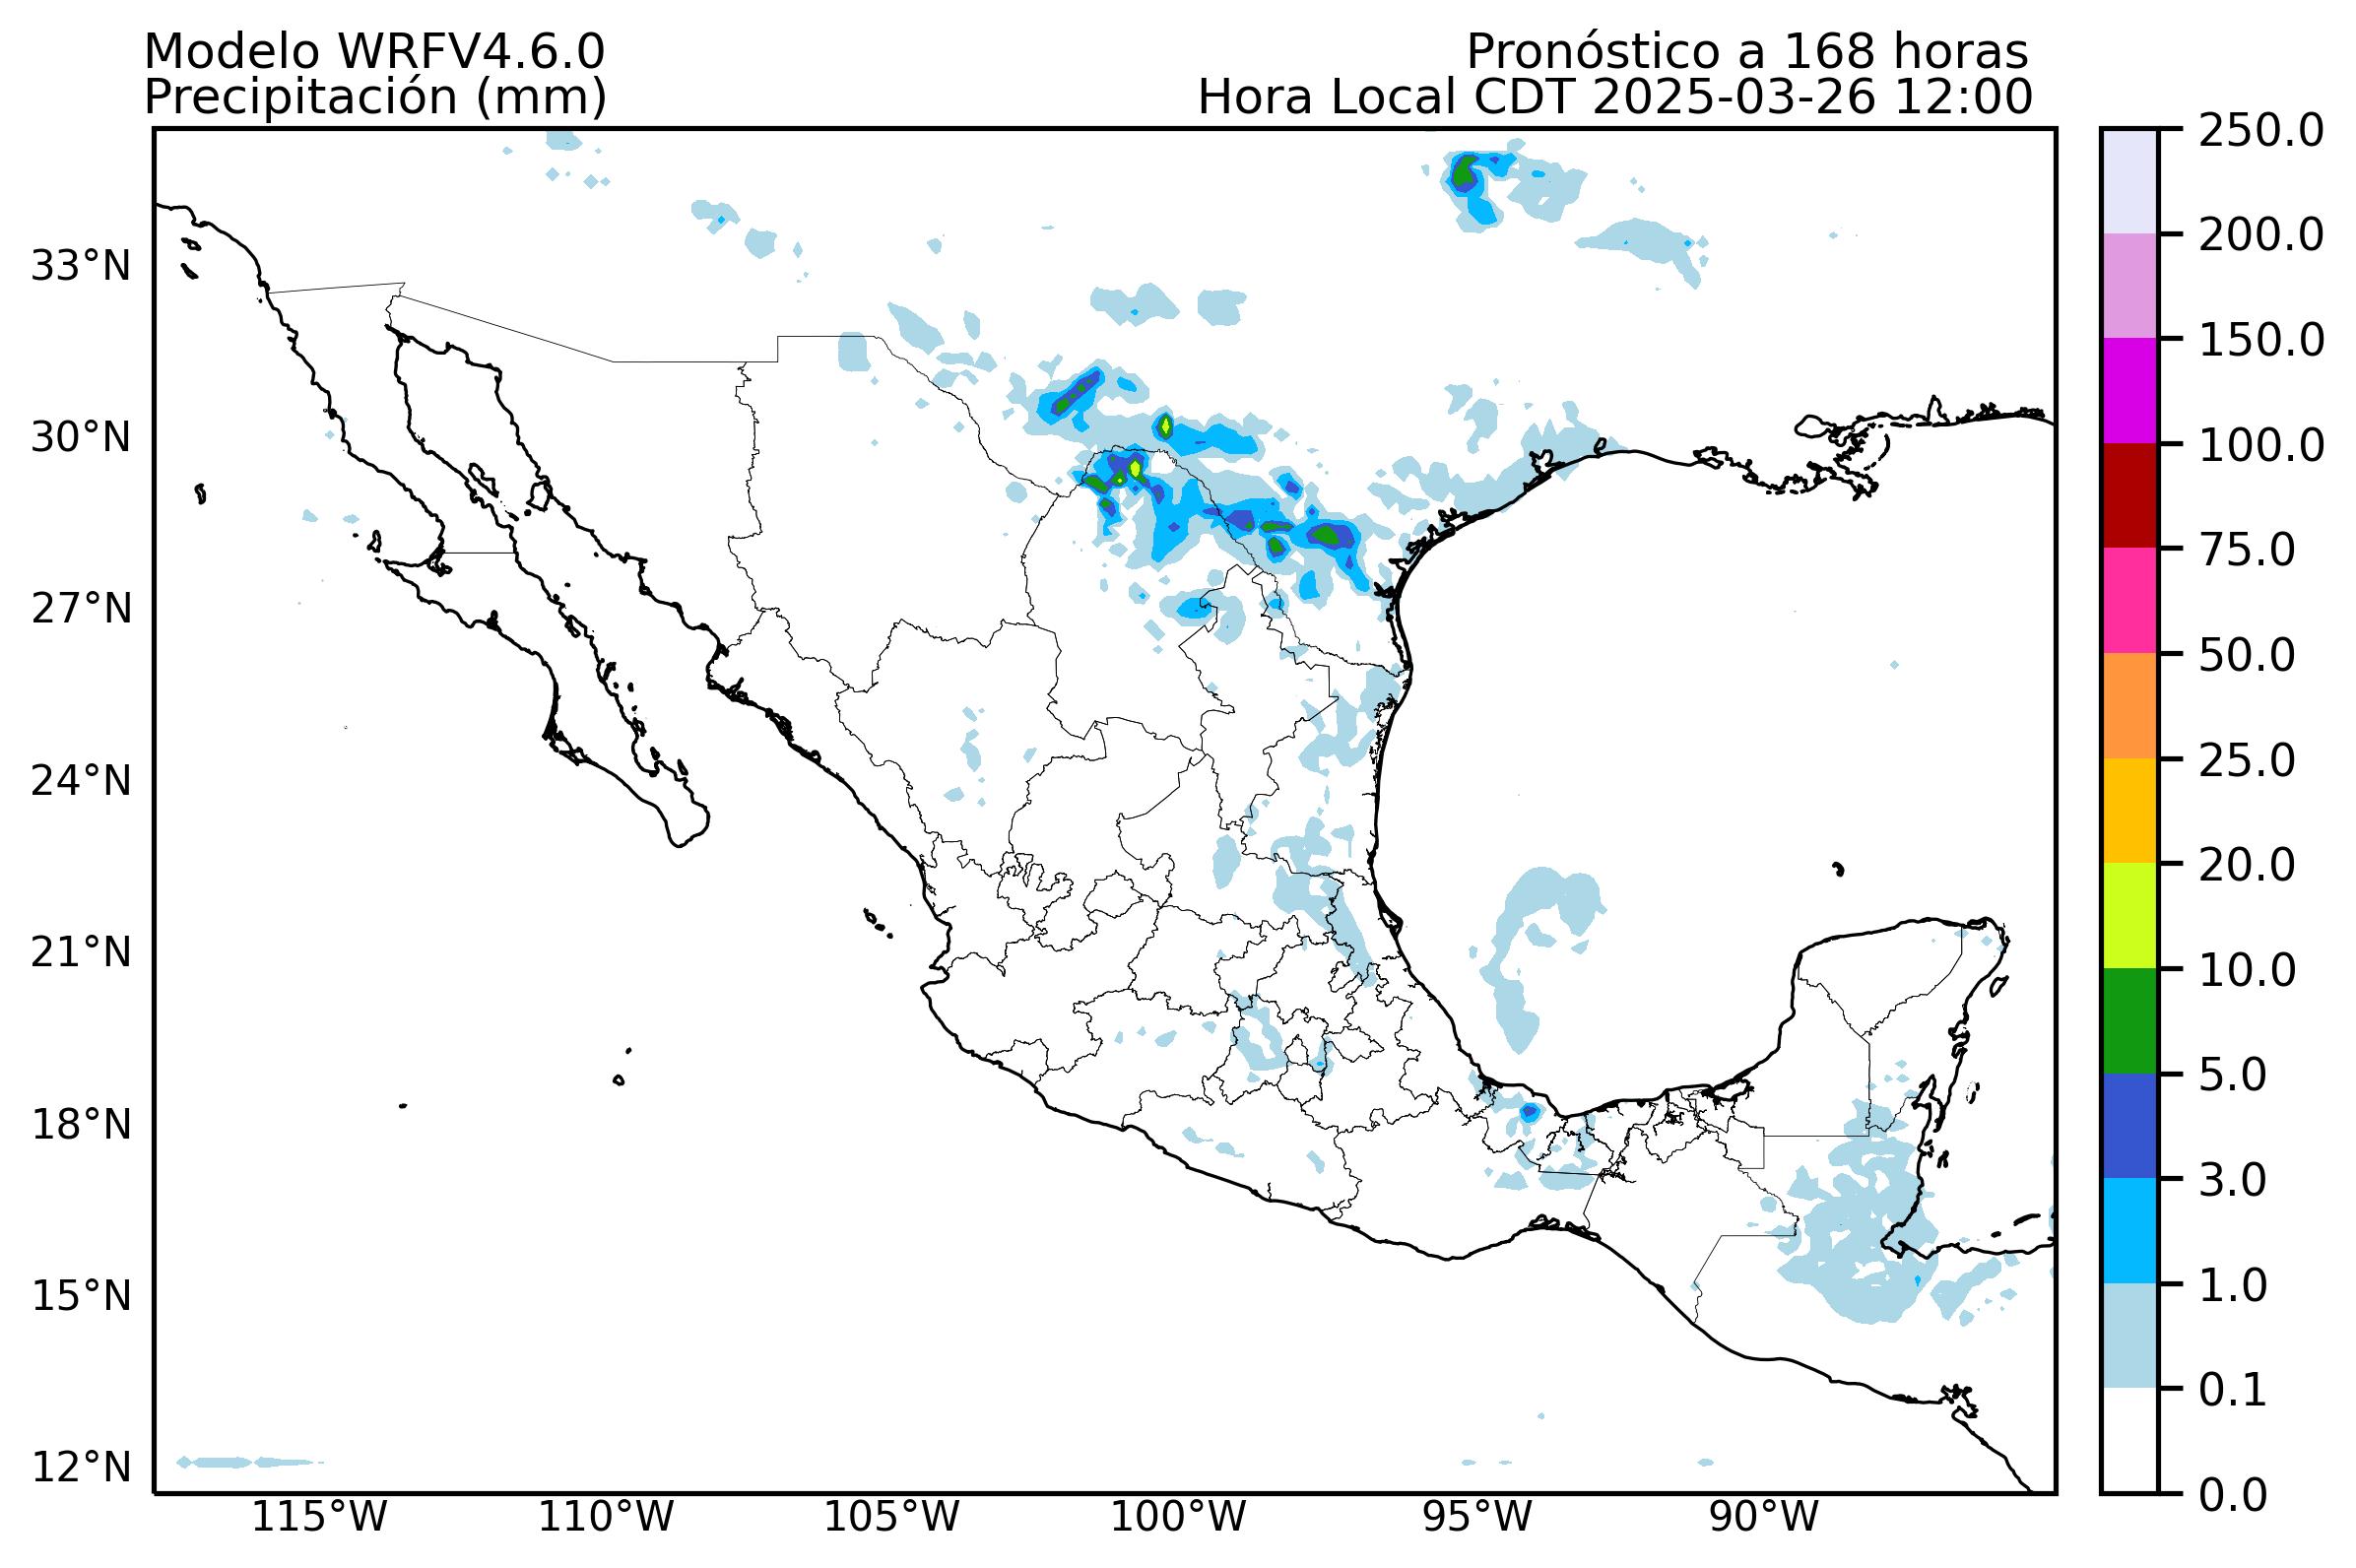 Modelo WRFV4.6.0
Precipitación (mm)
Pronóstico a 168 horas
Hora Local CDT 2025-03-26 12:00
33°N
30°N
27°N
24°N
21°N
18°N
15°N
12°N
115°W
110°W
105°W
100°W
95°W
90°W
250.0
200.0
150.0
100.0
75.0
50.0
25.0
20.0
10.0
5.0
3.0
1.0
0.1
0.0